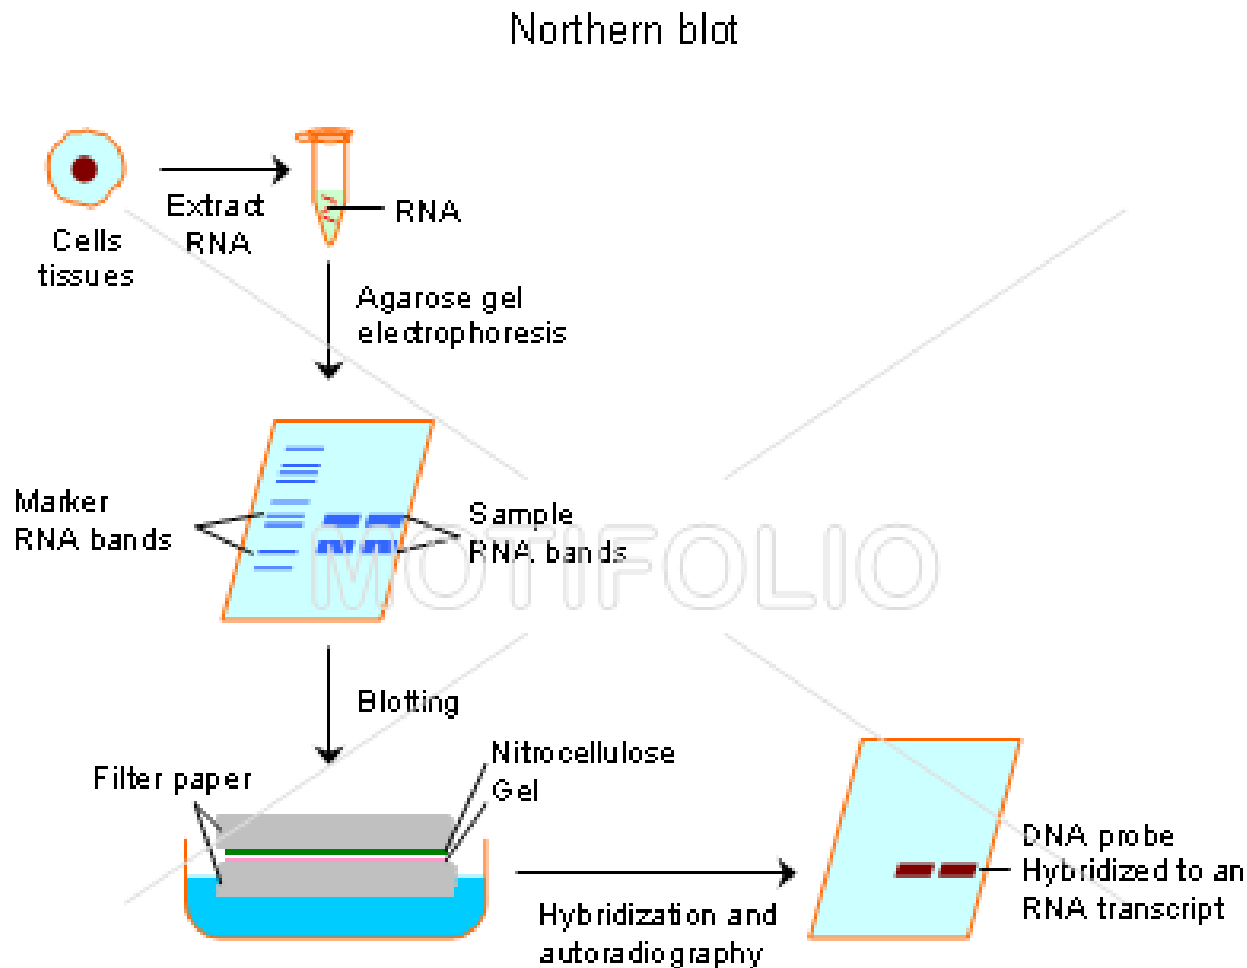 Northern blot
Extract
RNA
RNA
Cells
tissues
Agarose gel
electrophoresis
Marker
RNA bands
Sample
RNA bands
MOTIFOLIO
Blotting
Filter paper
Nitrocellulose
Gel
DNA probe
Hybridized to an
RNA transcript
Hybridization and
autoradiography